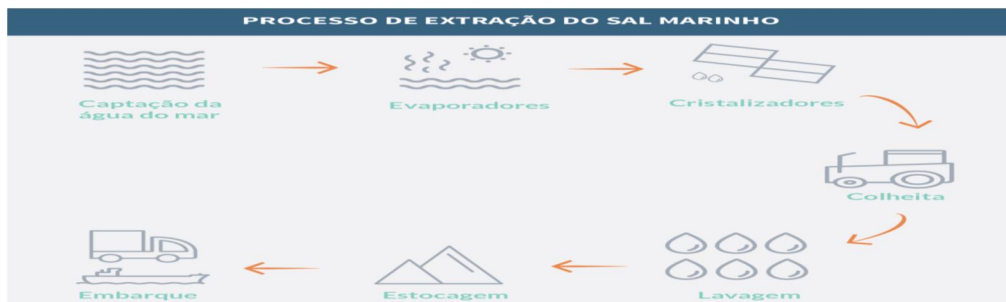 PROCESSO DE EXTRAÇÃO DO SAL MARINHO
Captação da
água do mar
Evaporadores
Cristalizadores
Colheita
Lavagem
Estocagem
Embarque